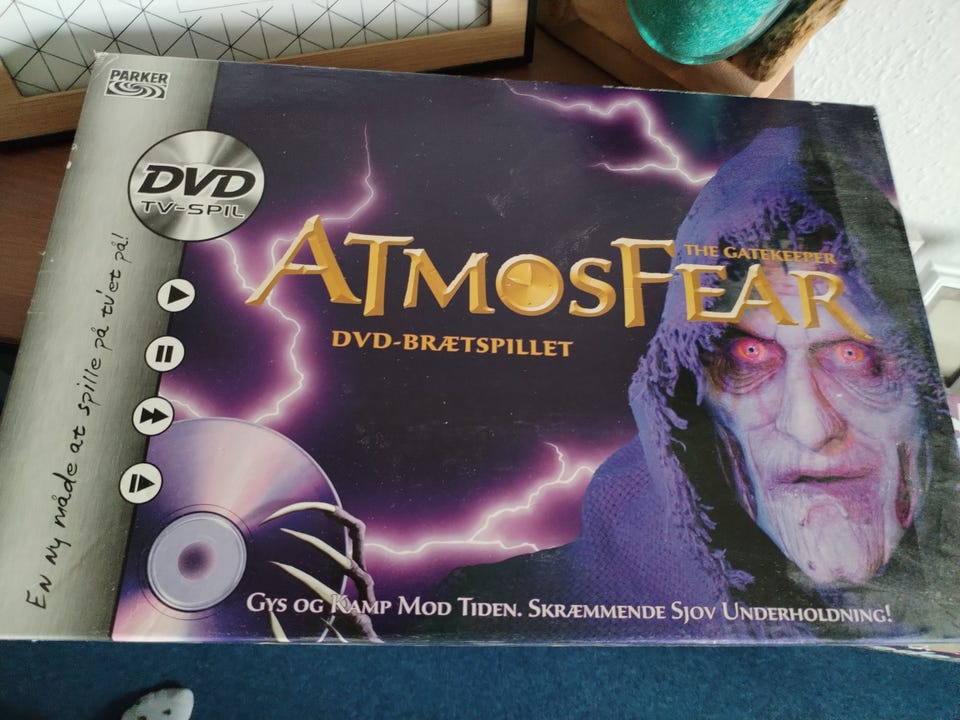 PARKER
DVD
TV-SPIL
En ny måde at spille på tv'et på!
THE GATEKEEPER
ATMOSFEAR
DVD-BRÆTSPILLET
GYS OG KAMP MOD TIDEN. SKRÆMMENDE SJOV UNDERHOLDNING!